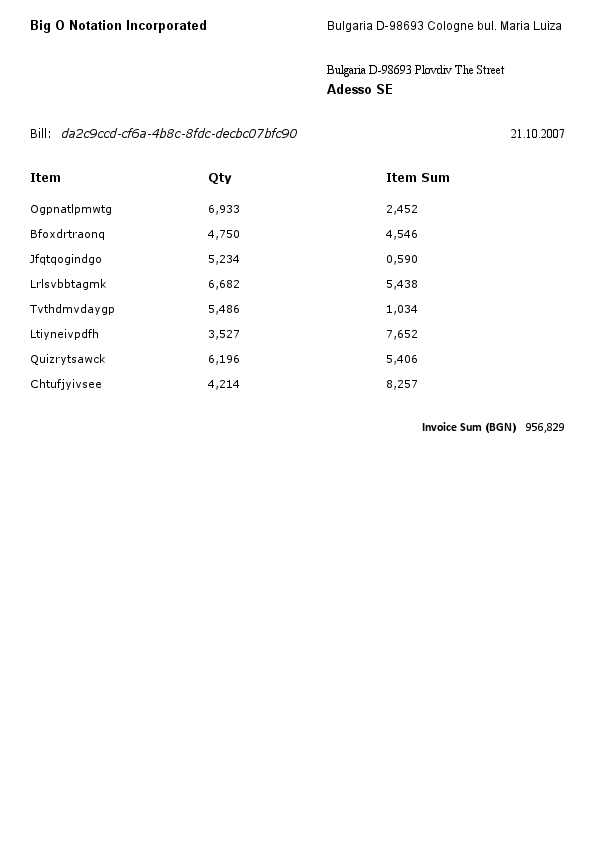 Big O Notation Incorporated Bulgaria D-98693 Cologne bul. Maria Luiza
Bulgaria D-98693 Plovdiv The Street
Adesso SE
Bill: da2c9ccd-cf6a-4b8c-8fdc-decbc07bfc90 21.10.2007
Item Qty Item Sum
Ogpnatlpmwtg 6,933 2,452
Bfoxdrtraonq 4,750 4,546
Jfqtqogindgo 5,234 0,590
Lrlsvbbtagmk 6,682 5,438
Tvthdmvdaygp 5,486 1,034
Ltiyneivpdfh 3,527 7,652
Quizrytsawck 6,196 5,406
Chtufjyivsee 4,214 8,257
Invoice Sum (BGN) 956,829